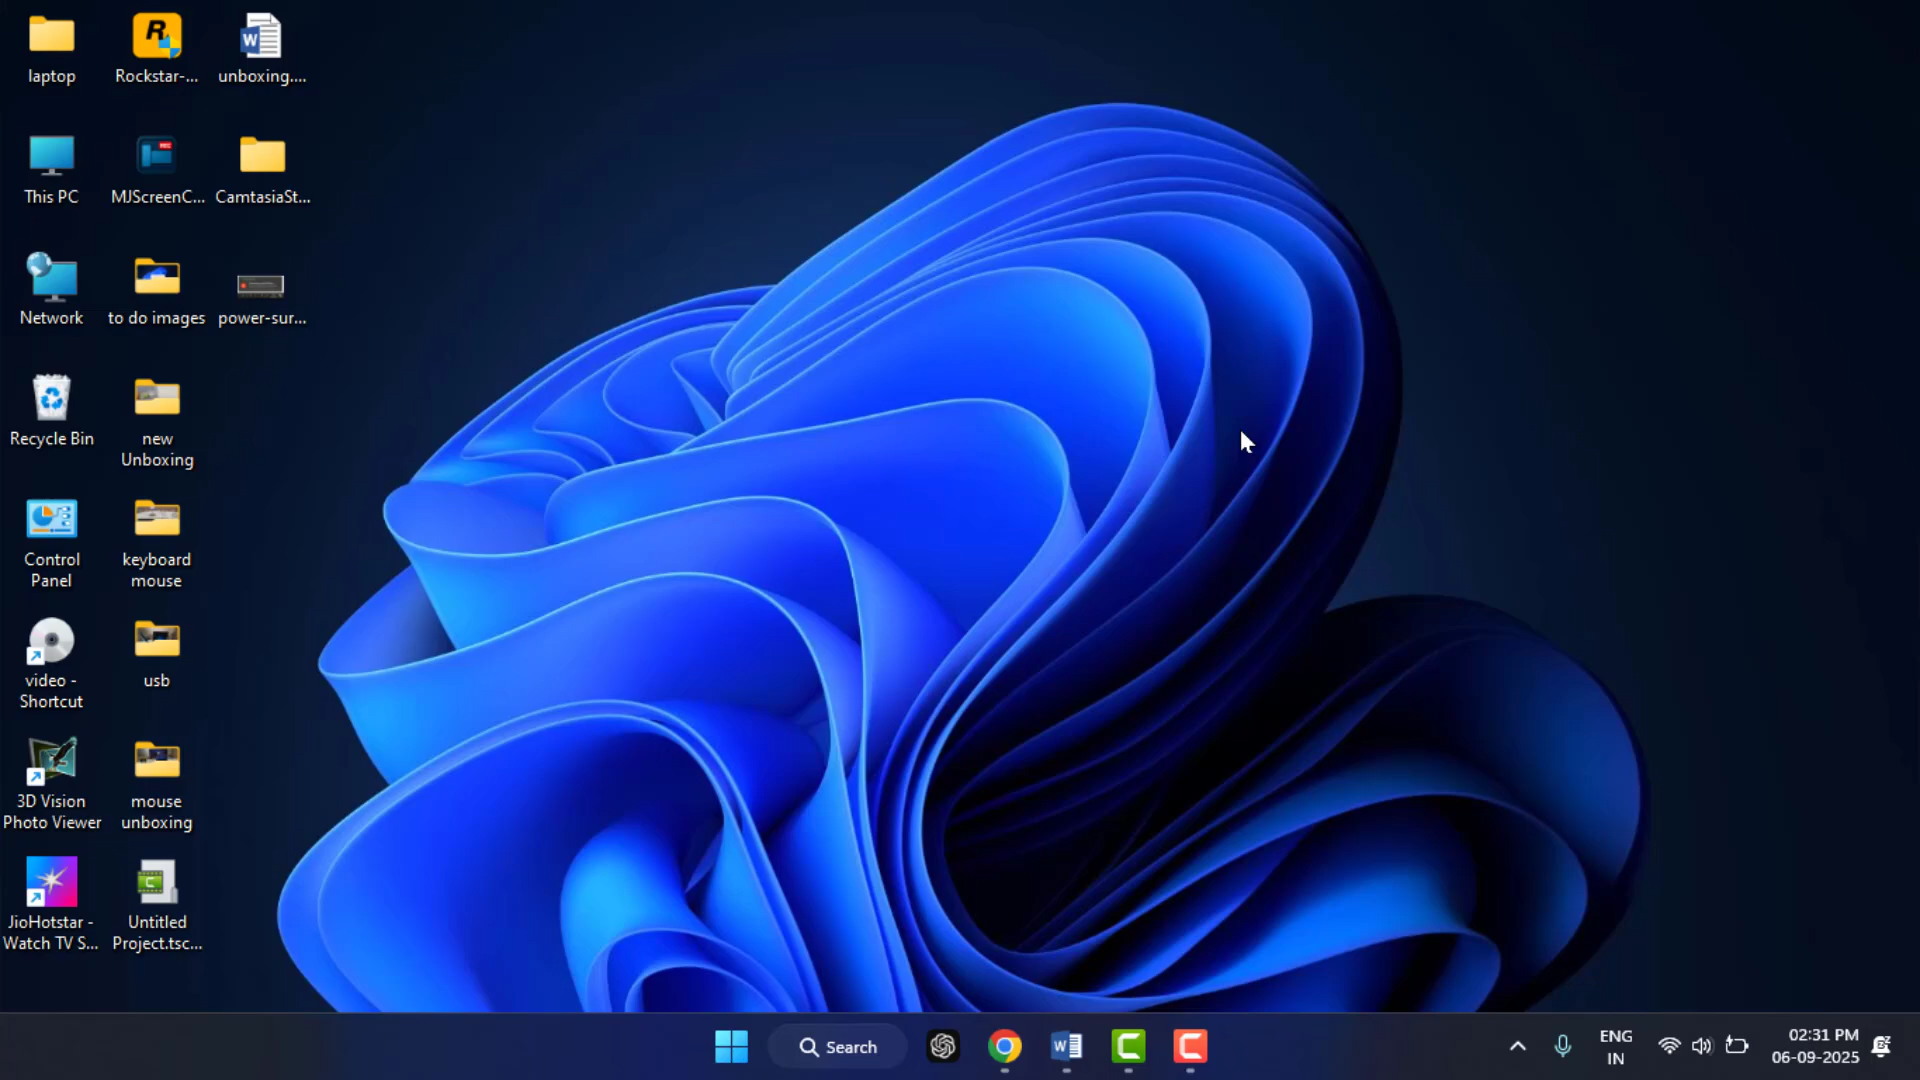 laptop
Rockstar-...
unboxing....
This PC
MJScreenC...
CamtasiaSt...
Network
to do images
power-sur...
Recycle Bin
new
Unboxing
Control
Panel
keyboard
mouse
video -
Shortcut
usb
3D Vision
Photo Viewer
mouse
unboxing
JioHotstar -
Watch TV S...
Untitled
Project.tsc...
Search
ENG
IN
02:31 PM
06-09-2025